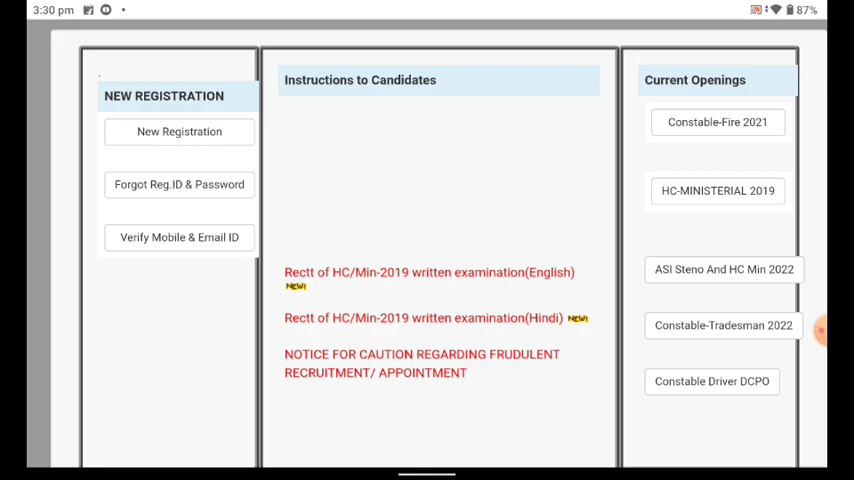 3:30 pm
87%
NEW REGISTRATION
New Registration
Forgot Reg.ID & Password
Verify Mobile & Email ID
Instructions to Candidates
Rectt of HC/Min-2019 written examination(English)
NEW!
Rectt of HC/Min-2019 written examination(Hindi) NEW!
NOTICE FOR CAUTION REGARDING FRUDULENT
RECRUITMENT/ APPOINTMENT
Current Openings
Constable-Fire 2021
HC-MINISTERIAL 2019
ASI Steno And HC Min 2022
Constable-Tradesman 2022
Constable Driver DCPO